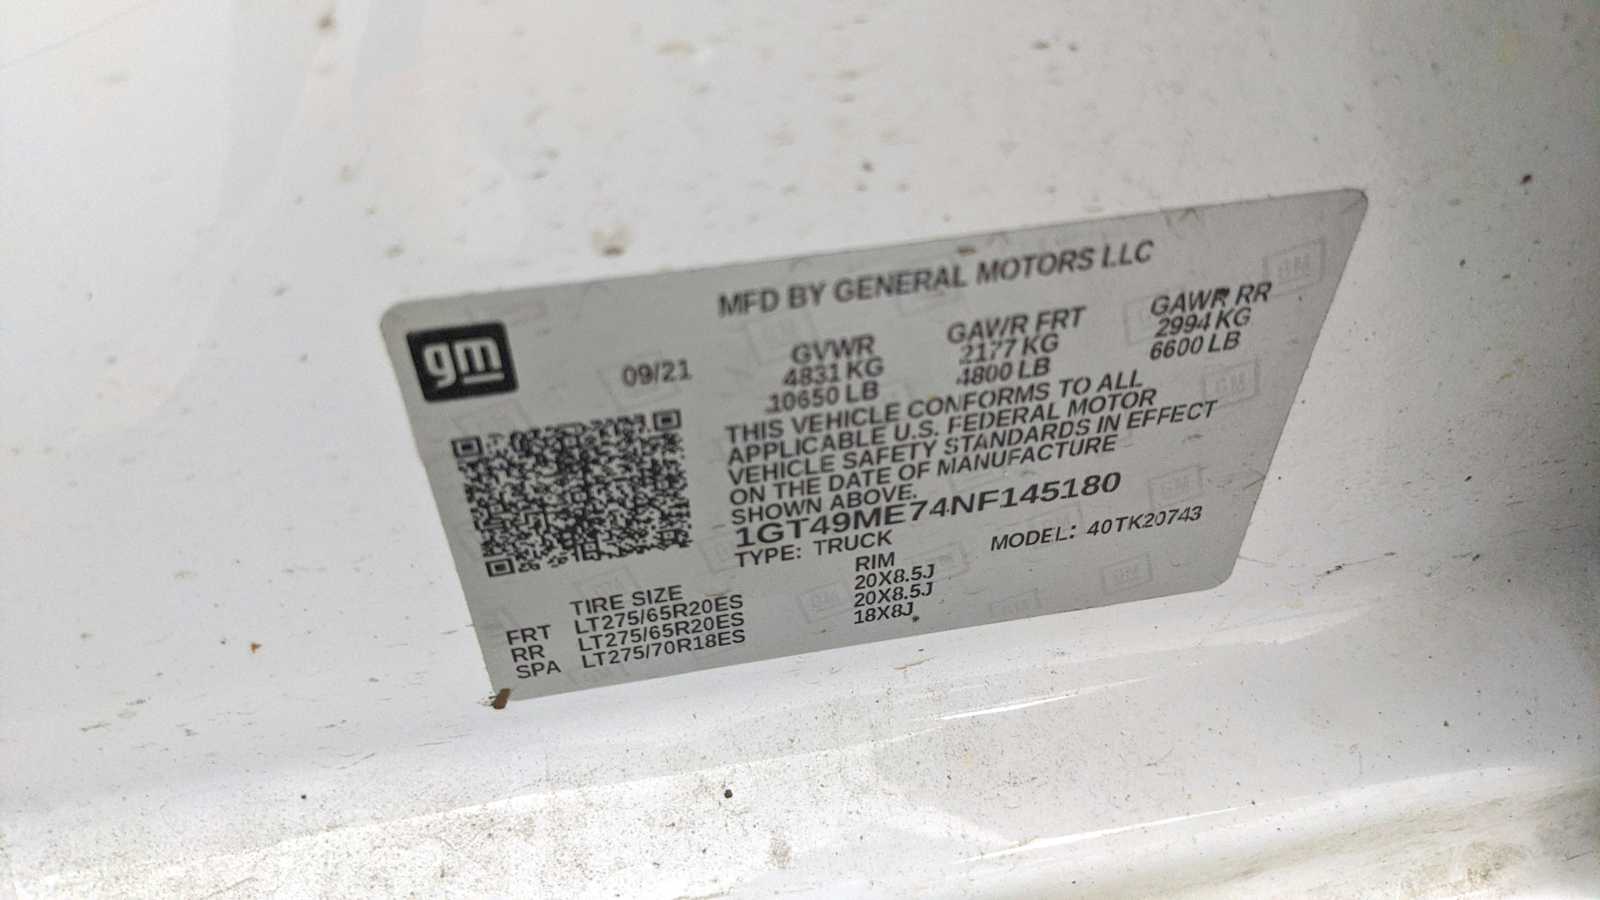 MFD BY GENERAL MOTORS LLC
gm
09/21
GVWR
4831 KG
10650 LB
GAWR FRT
2177 KG
4800 LB
GAWR RR
2994 KG
6600 LB
THIS VEHICLE CONFORMS TO ALL
APPLICABLE U.S. FEDERAL MOTOR
VEHICLE SAFETY STANDARDS IN EFFECT
ON THE DATE OF MANUFACTURE
SHOWN ABOVE.
1GT49ME74NF145180
TYPE: TRUCK
MODEL: 40TK20743
TIRE SIZE RIM
FRT LT275/65R20ES 20X8.5J
RR LT275/65R20ES 20X8.5J
SPA LT275/70R18ES 18X8J